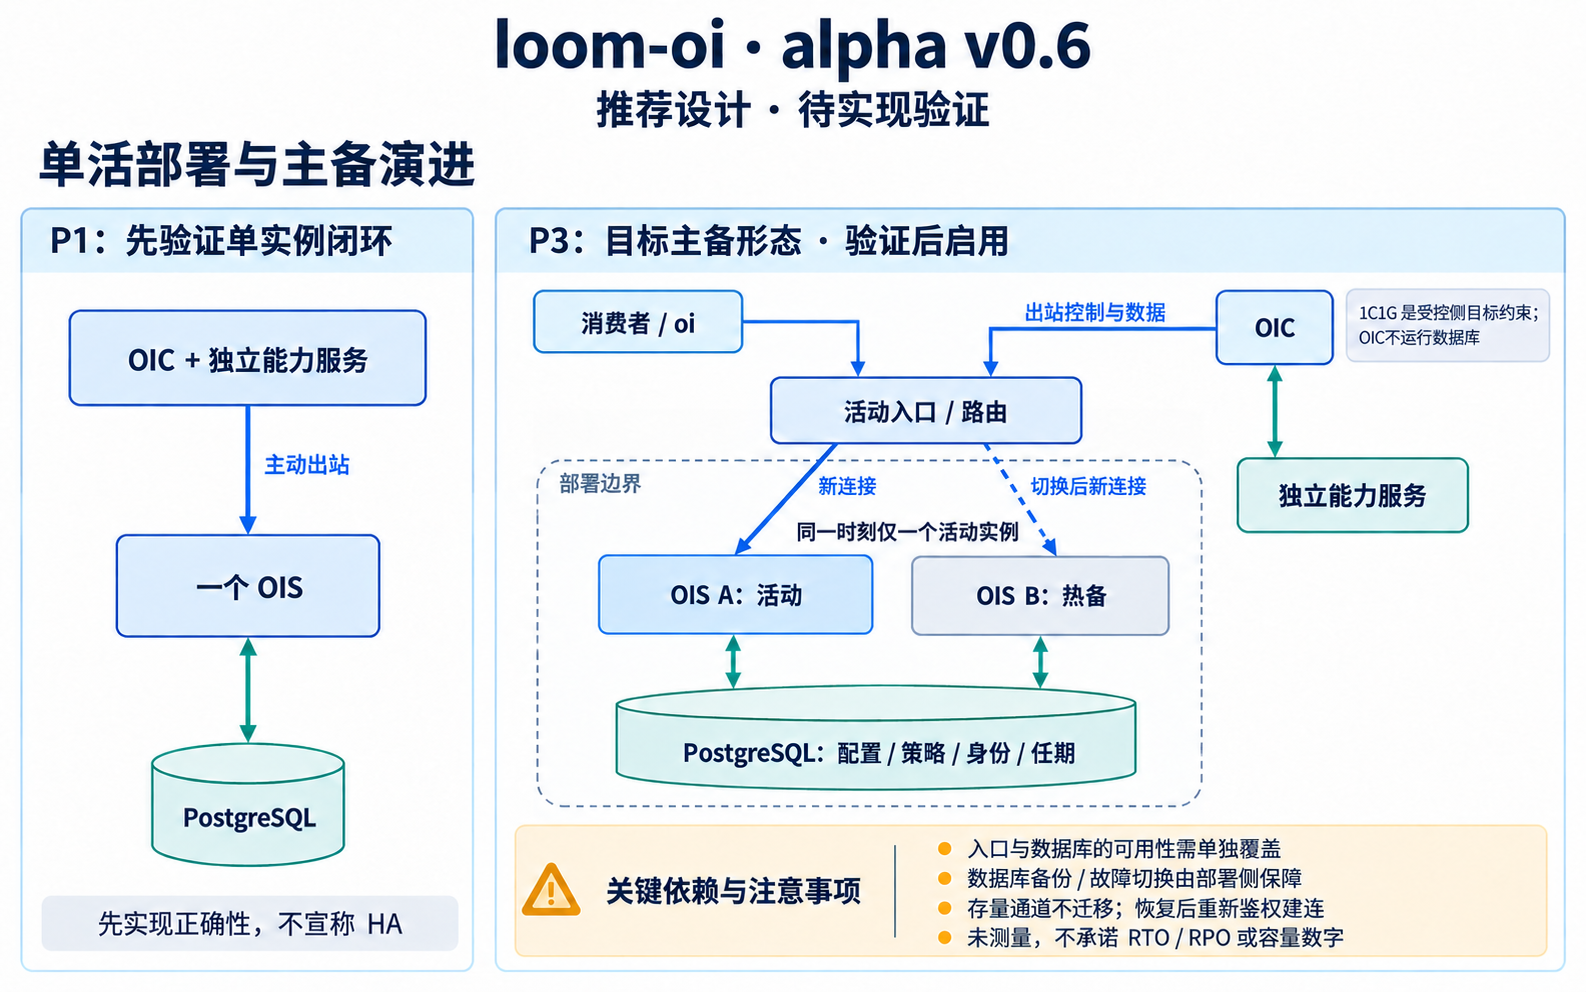 loom-oi · alpha v0.6
推荐设计 · 待实现验证
单活部署与主备演进
P1：先验证单实例闭环
OIC + 独立能力服务
主动出站
一个 OIS
PostgreSQL
先实现正确性，不宣称 HA
P3：目标主备形态 · 验证后启用
消费者 / oi
出站控制与数据
OIC
1C1G 是受控侧目标约束；
OIC不运行数据库
活动入口 / 路由
独立能力服务
部署边界
新连接
切换后新连接
同一时刻仅一个活动实例
OIS A：活动
OIS B：热备
PostgreSQL：配置 / 策略 / 身份 / 任期
关键依赖与注意事项
入口与数据库的可用性需单独覆盖
数据库备份 / 故障切换由部署侧保障
存量通道不迁移；恢复后重新鉴权建连
未测量，不承诺 RTO / RPO 或容量数字